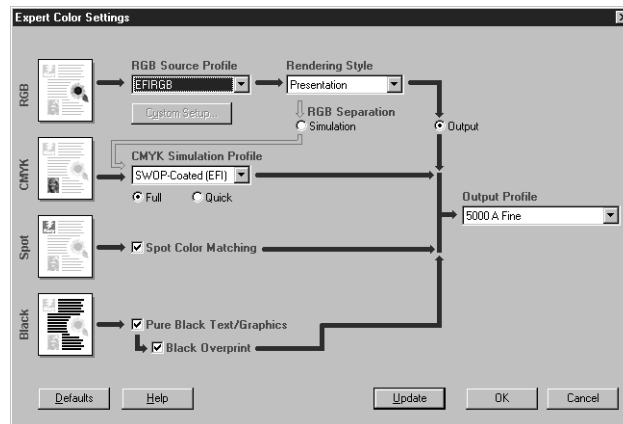 Expert Color Settings
RGB
RGB Source Profile
EFIRGB
Custom Setup...
Rendering Style
Presentation
RGB Separation
Simulation
Output
CMYK
CMYK Simulation Profile
SWOP-Coated (EFI)
Full
Quick
Output Profile
5000 A Fine
Spot
Spot Color Matching
Black
Pure Black Text/Graphics
Black Overprint
Defaults
Help
Update
OK
Cancel